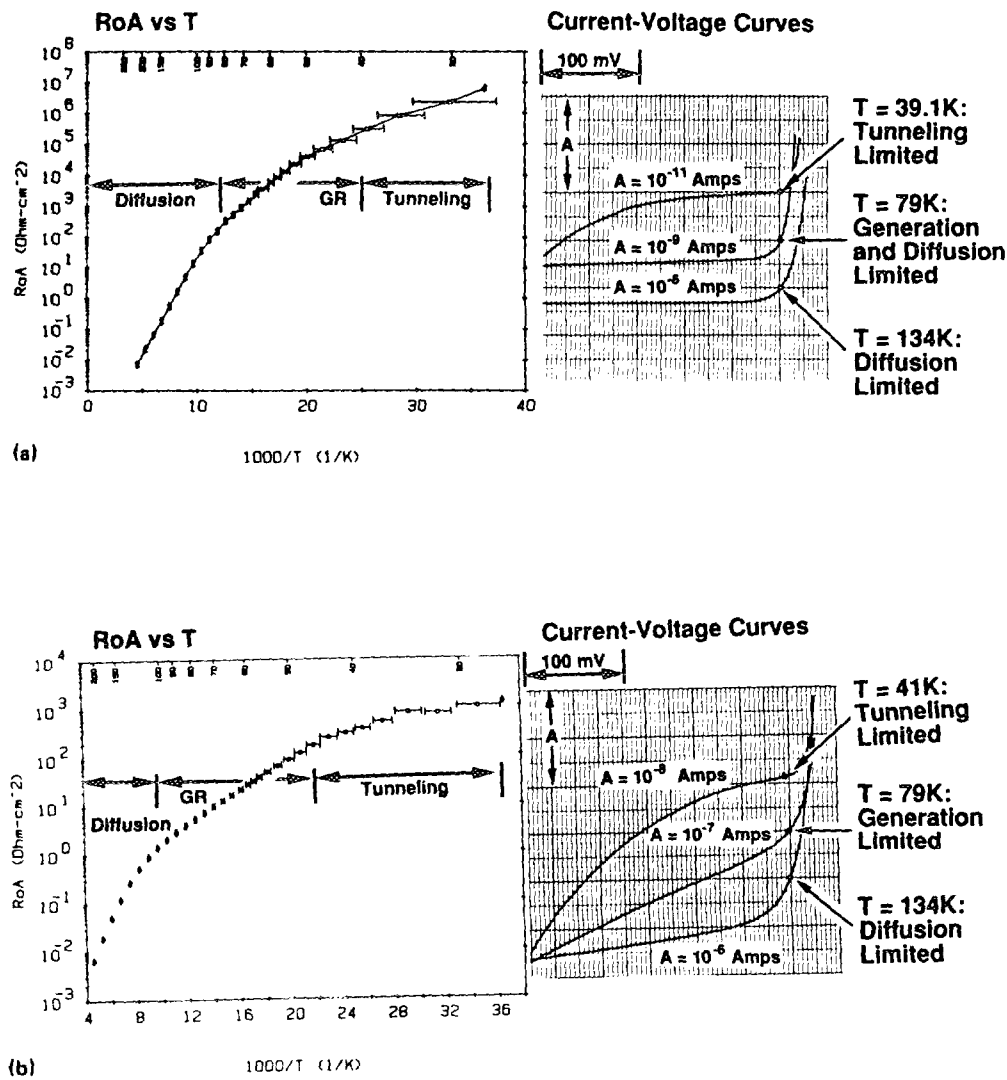 RoA vs T
Current-Voltage Curves
100 mV
10^8
10^7
10^6
10^5
10^4
10^3
10^2
10^1
10^0
10^-1
10^-2
10^-3
RoA (Ohm-cm^2)
Diffusion
GR
Tunneling
0
10
20
30
40
1000/T (1/K)
(a)
A
A = 10^-11 Amps
A = 10^-9 Amps
A = 10^-5 Amps
T = 39.1K:
Tunneling
Limited
T = 79K:
Generation
and Diffusion
Limited
T = 134K:
Diffusion
Limited
RoA vs T
Current-Voltage Curves
100 mV
10^4
10^3
10^2
10^1
10^0
10^-1
10^-2
10^-3
RoA (Ohm-cm^2)
Diffusion
GR
Tunneling
4
8
12
16
20
24
28
32
36
1000/T (1/K)
(b)
A
A = 10^-8 Amps
A = 10^-7 Amps
A = 10^-6 Amps
T = 41K:
Tunneling
Limited
T = 79K:
Generation
Limited
T = 134K:
Diffusion
Limited